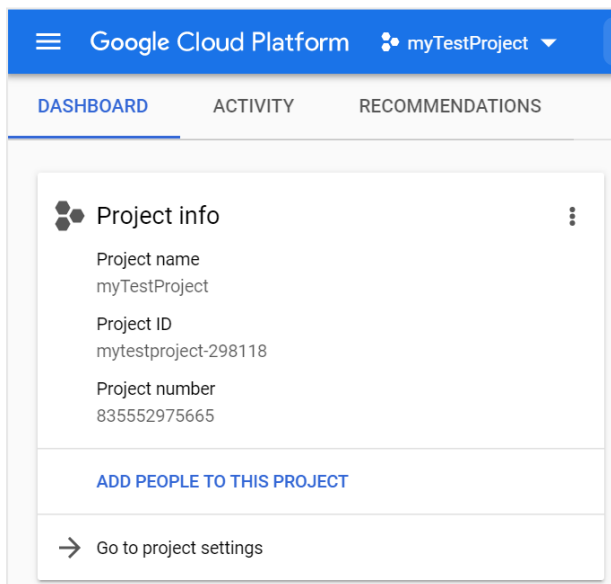 Google Cloud Platform myTestProject
DASHBOARD ACTIVITY RECOMMENDATIONS
Project info
Project name
myTestProject
Project ID
mytestproject-298118
Project number
835552975665
ADD PEOPLE TO THIS PROJECT
Go to project settings